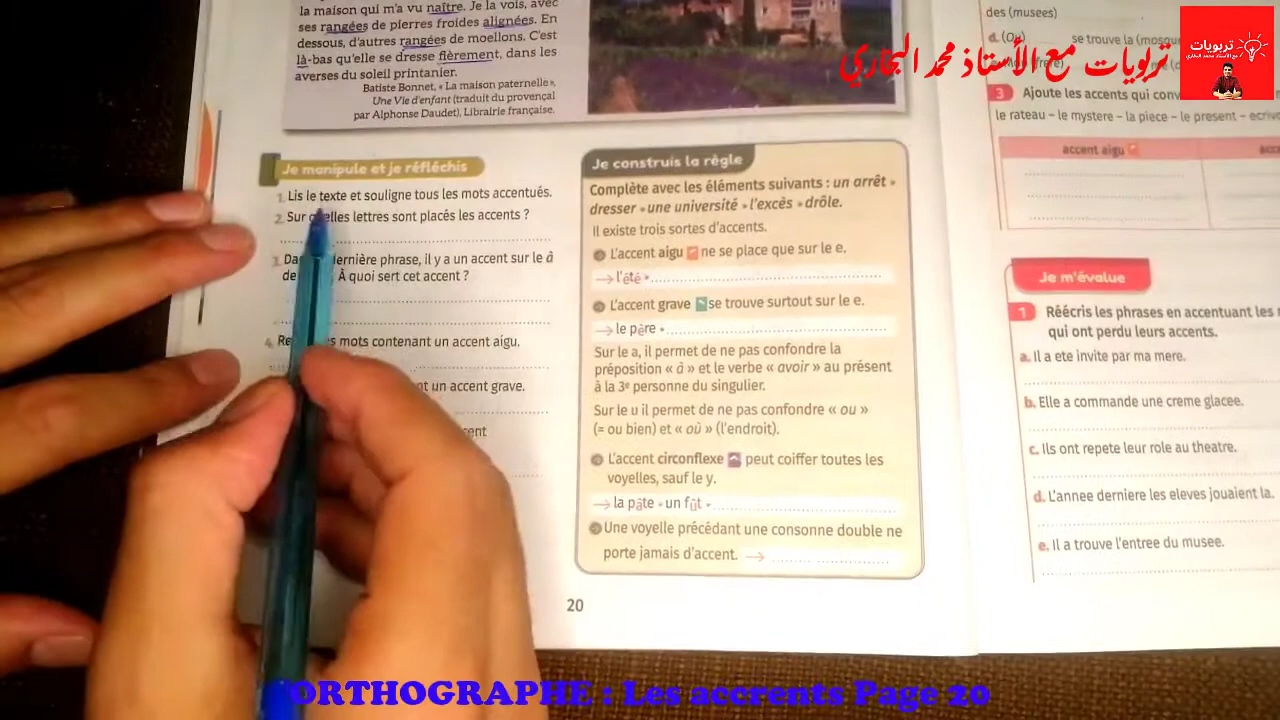 la maison qui m'a vu naître. Je la vois, avec
ses rangées de pierres froides alignées. En
dessous, d'autres rangées de moellons. C'est
là-bas qu'elle se dresse fièrement, dans les
averses du soleil printanier.
Batiste Bonnet, « La maison paternelle »,
Une Vie d'enfant (traduit du provençal
par Alphonse Daudet), Librairie française.
Je manipule et je réfléchis
1. Lis le texte et souligne tous les mots accentués.
2. Sur lettres sont placés les accents ?
3. dernière phrase, il y a un accent sur le à
de À quoi sert cet accent ?
4. mots contenant un accent aigu.
un accent grave.
Je construis la règle
Complète avec les éléments suivants : un arrêt •
dresser • une université • l'excès • drôle.
Il existe trois sortes d'accents.
L'accent aigu ne se place que sur le e.
→ l'été •
L'accent grave se trouve surtout sur le e.
→ le père •
Sur le a, il permet de ne pas confondre la
préposition « à » et le verbe « avoir » au présent
à la 3e personne du singulier.
Sur le u il permet de ne pas confondre « ou »
(= ou bien) et « où » (l'endroit).
L'accent circonflexe peut coiffer toutes les
voyelles, sauf le y.
→ la pâte • un fût •
Une voyelle précédant une consonne double ne
porte jamais d'accent. →
20
des (musees)
d. (Ou) se trouve la
3 Ajoute les accents qui
le rateau – le mystere – la piece – le present –
accent aigu
Je m'évalue
1 Réécris les phrases en accentuant les
qui ont perdu leurs accents.
a. Il a ete invite par ma mere.
b. Elle a commande une creme glacee.
c. Ils ont repete leur role au theatre.
d. L'annee derniere les eleves jouaient la.
e. Il a trouve l'entree du musee.
تربويات مع الأستاذ محمد البخاري
تربويات
مع الأستاذ محمد البخاري
ORTHOGRAPHE : Les accrents Page 20